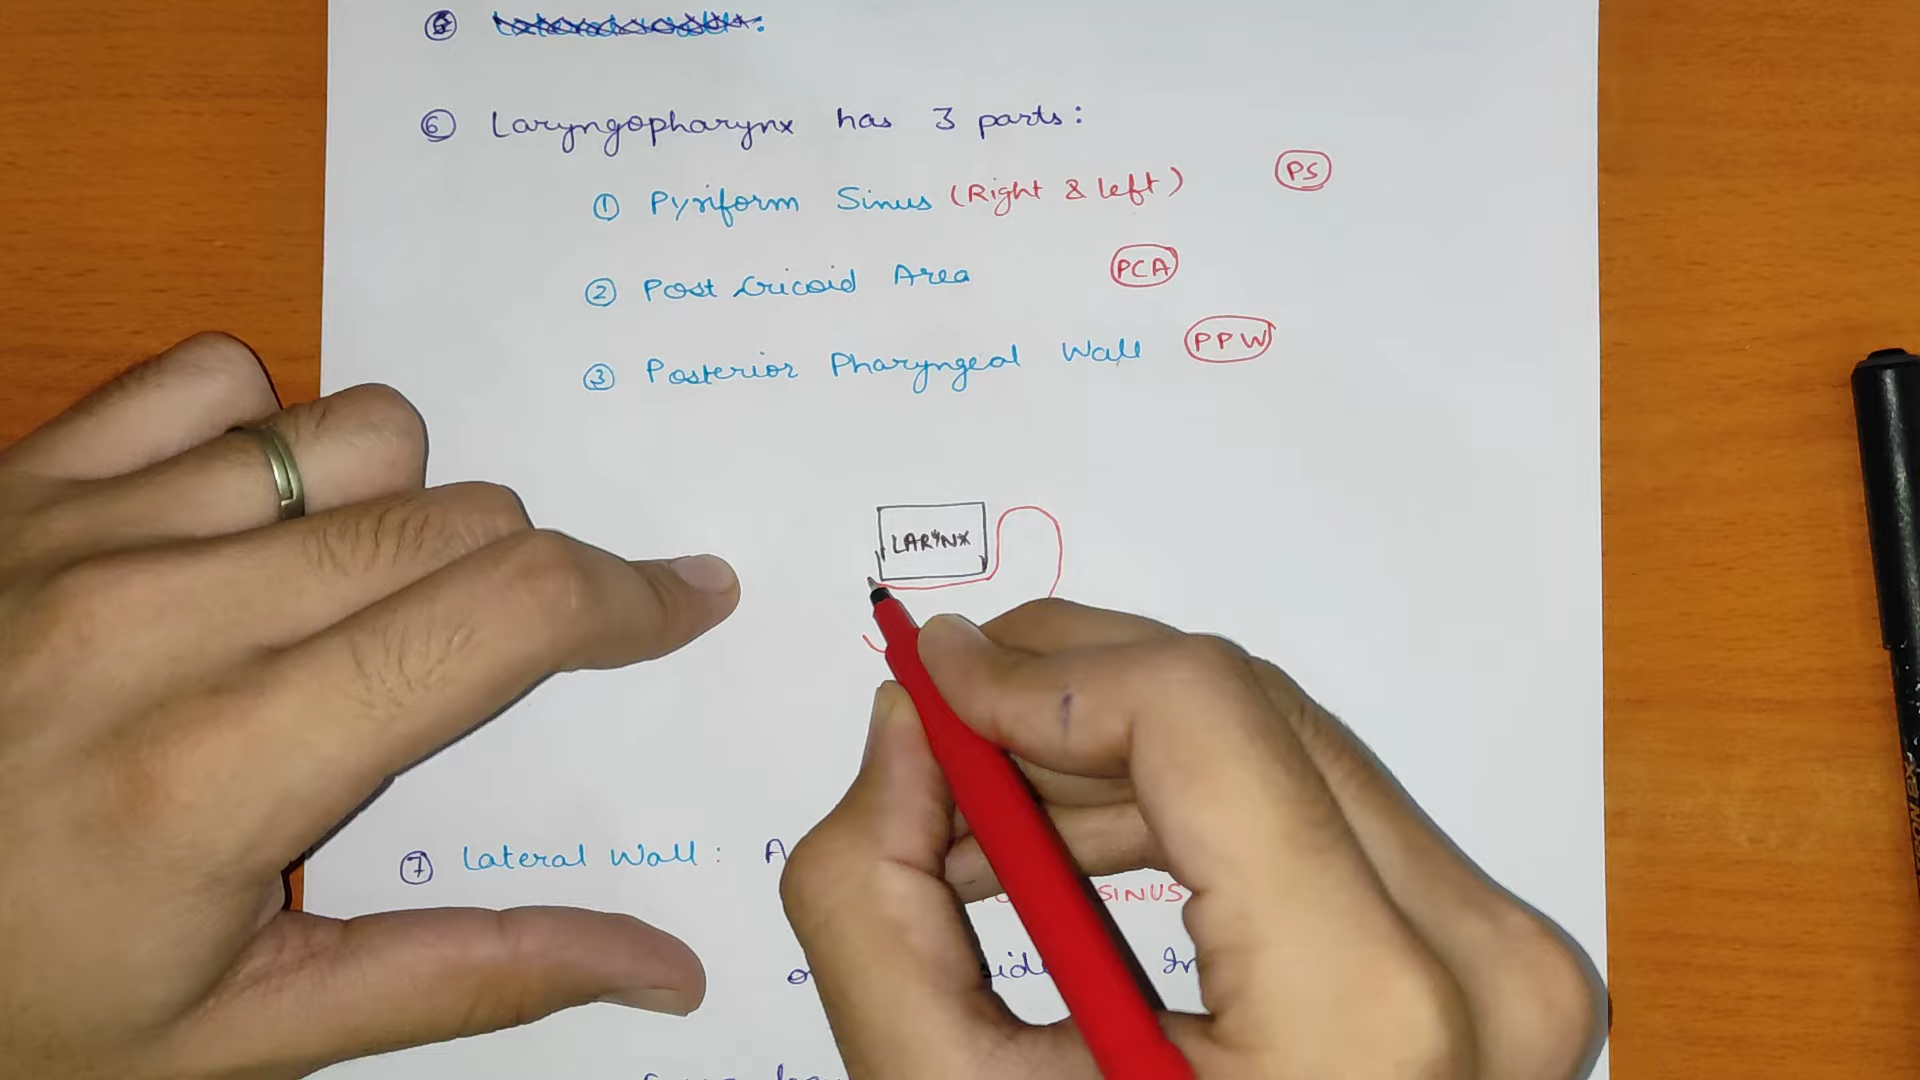 ⑥ Laryngopharynx has 3 parts:
① Pyriform Sinus (Right & left) PS
② Post Cricoid Area PCA
③ Posterior Pharyngeal Wall PPW
LARYNX
⑦ Lateral Wall: A
SINUS